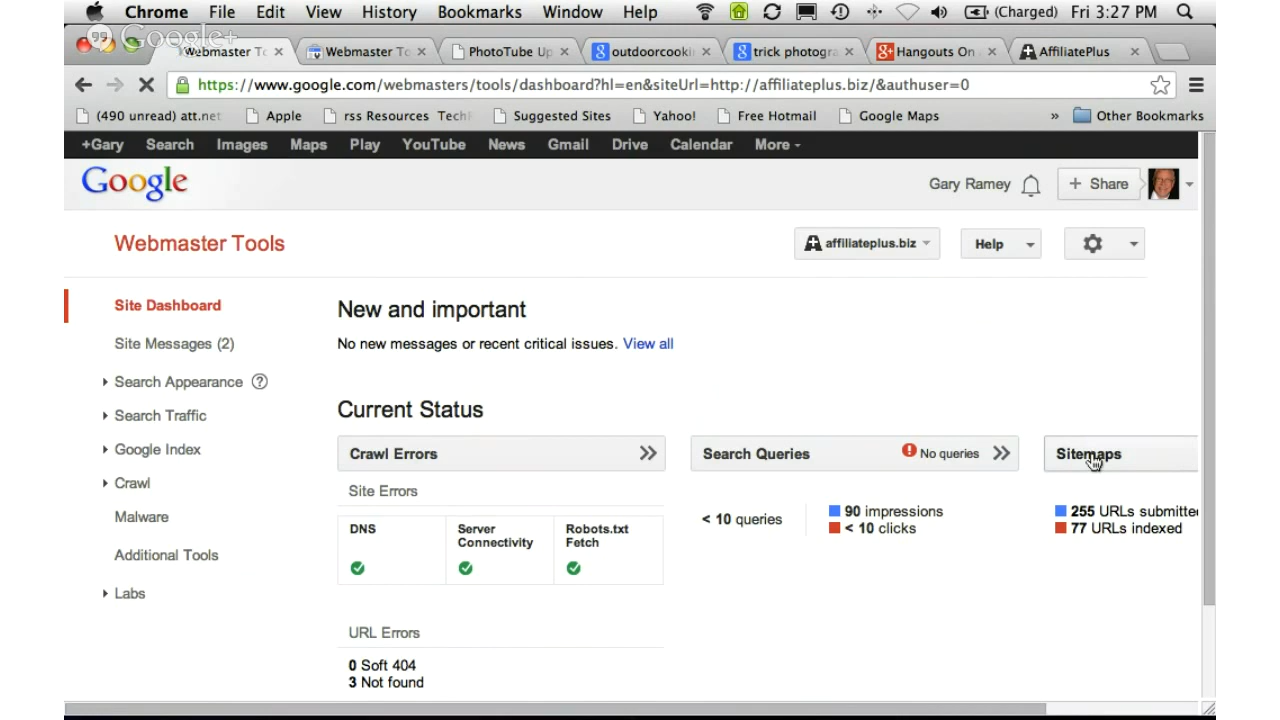 Chrome File Edit View History Bookmarks Window Help (Charged) Fri 3:27 PM
Google+
Webmaster To Webmaster To PhotoTube Up outdoorcooki trick photogra Hangouts On AffiliatePlus
https://www.google.com/webmasters/tools/dashboard?hl=en&siteUrl=http://affiliateplus.biz/&authuser=0
(490 unread) att.net Apple rss Resources Tech Suggested Sites Yahoo! Free Hotmail Google Maps » Other Bookmarks
+Gary Search Images Maps Play YouTube News Gmail Drive Calendar More
Google Gary Ramey + Share
Webmaster Tools affiliateplus.biz Help
Site Dashboard
New and important
Site Messages (2)
No new messages or recent critical issues. View all
Search Appearance ?
Search Traffic
Current Status
Google Index
Crawl Errors Search Queries ! No queries Sitemaps
Crawl
Site Errors
Malware
< 10 queries 90 impressions 255 URLs submitte
DNS Server Connectivity Robots.txt Fetch
< 10 clicks 77 URLs indexed
Additional Tools
Labs
URL Errors
0 Soft 404
3 Not found